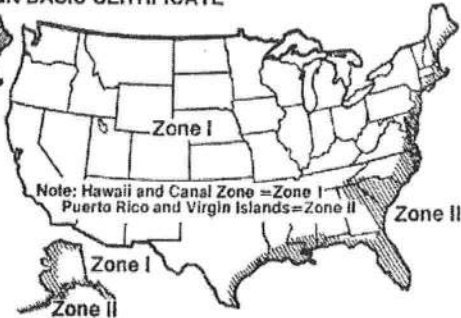 BASIC CERTIFICATE
Zone I
Note: Hawaii and Canal Zone =Zone I
Puerto Rico and Virgin Islands=Zone II
Zone II
Zone I
Zone II